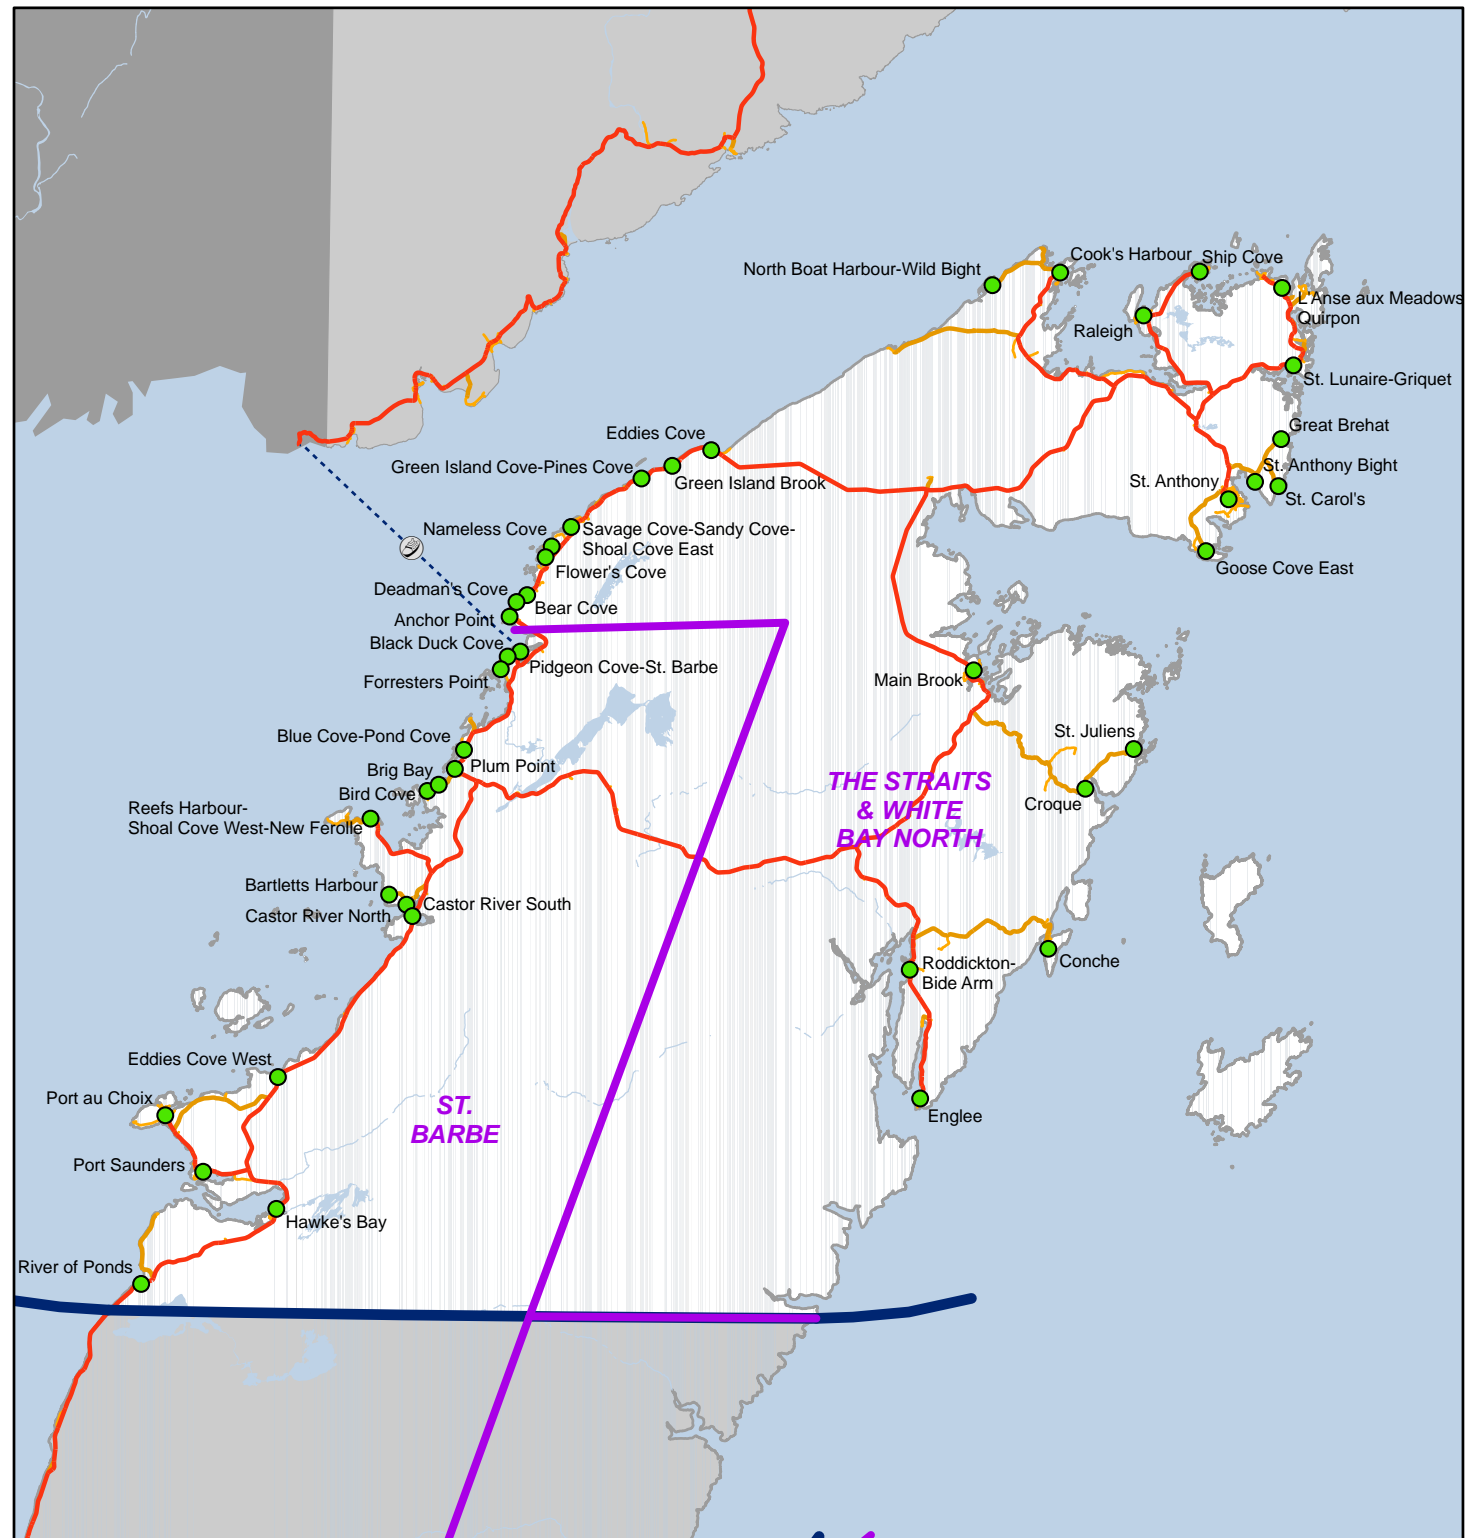 Cook's Harbour
Ship Cove
North Boat Harbour-Wild Bight
L'Anse aux Meadows
Quirpon
Raleigh
St. Lunaire-Griquet
Great Brehat
Eddies Cove
St. Anthony Bight
Green Island Cove-Pines Cove
Green Island Brook
St. Anthony
St. Carol's
Nameless Cove
Savage Cove-Sandy Cove-
Shoal Cove East
Flower's Cove
Goose Cove East
Deadman's Cove
Bear Cove
Anchor Point
Black Duck Cove
Pidgeon Cove-St. Barbe
Forresters Point
Main Brook
St. Juliens
Blue Cove-Pond Cove
Plum Point
Brig Bay
Bird Cove
THE STRAITS
& WHITE
BAY NORTH
Croque
Reefs Harbour-
Shoal Cove West-New Ferolle
Bartletts Harbour
Castor River South
Castor River North
Roddickton-
Bide Arm
Conche
Eddies Cove West
Port au Choix
ST.
BARBE
Englee
Port Saunders
Hawke's Bay
River of Ponds